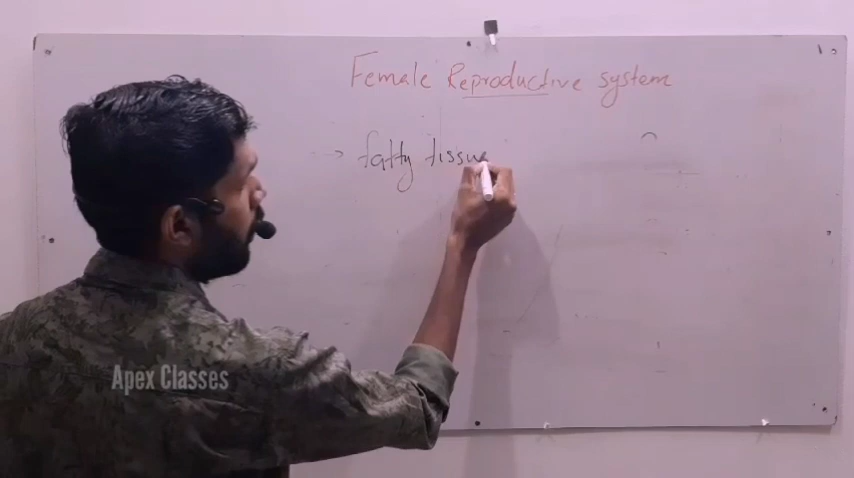 Female Reproductive system
→ fatty tissue
Apex Classes